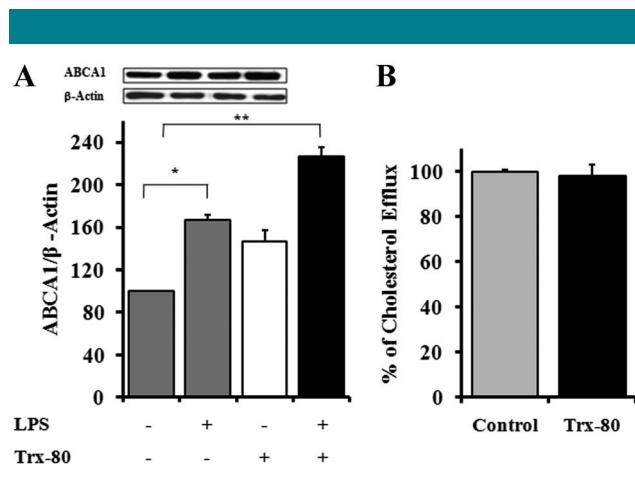 A
B
ABCA1
β-Actin
**
*
240
200
160
120
80
40
0
ABCA1/β -Actin
LPS - + - +
Trx-80 - - + +
100
80
60
40
20
0
% of Cholesterol Efflux
Control Trx-80